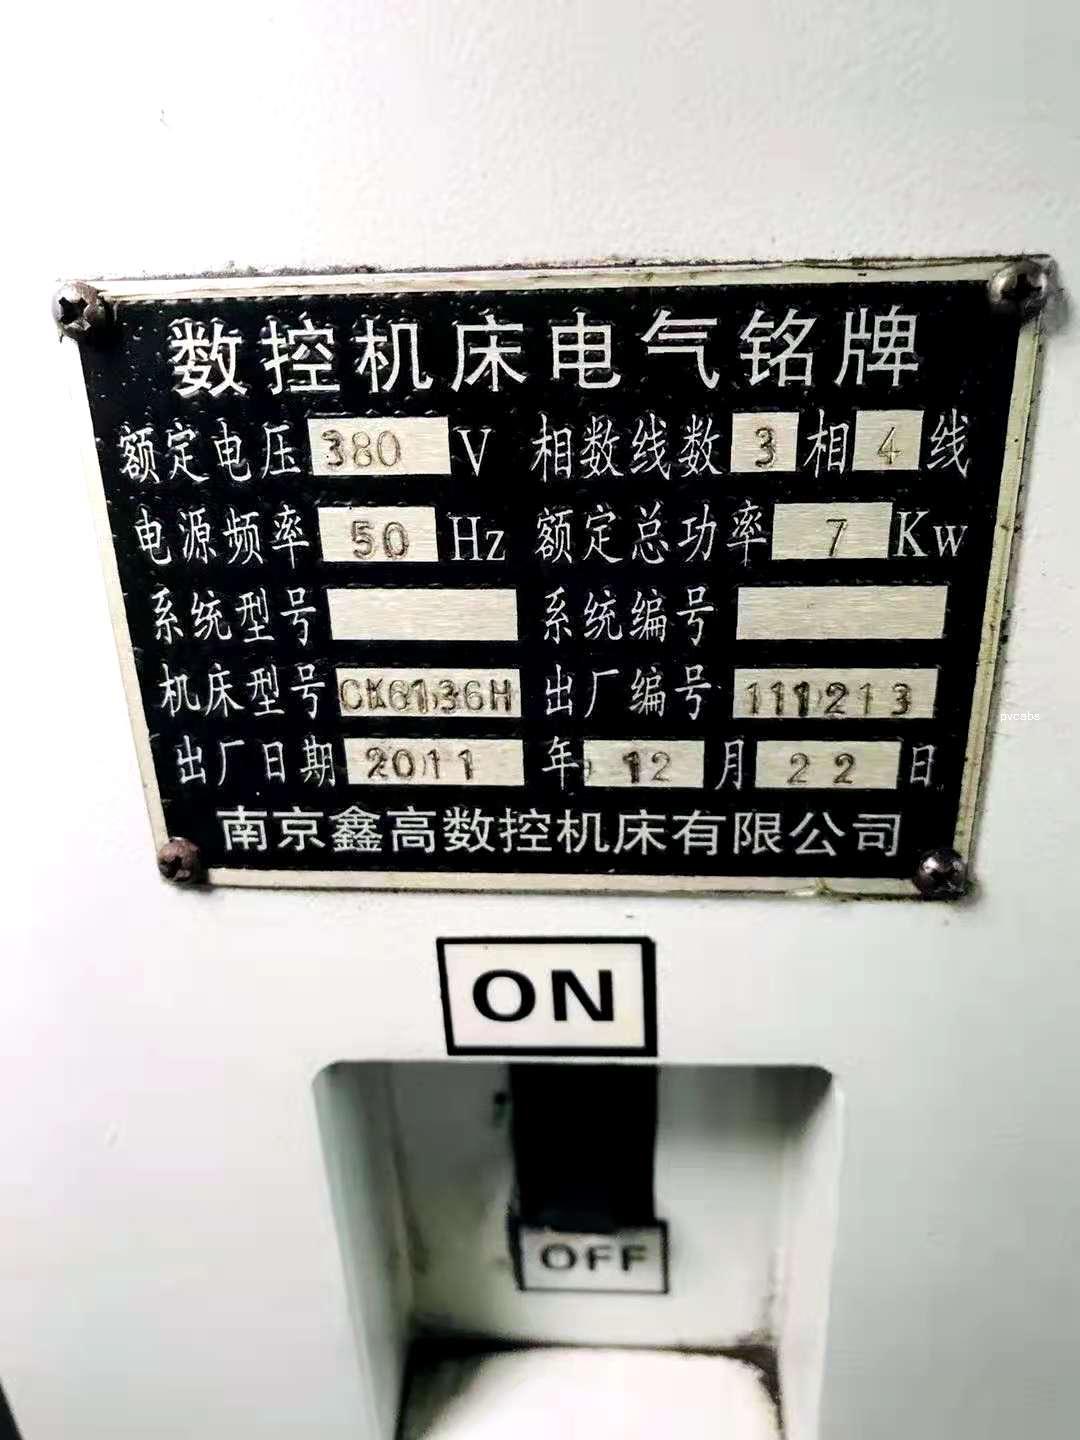 数控机床电气铭牌
额定电压 380 V 相数线数 3 相 4 线
电源频率 50 Hz 额定总功率 7 Kw
系统型号 系统编号
机床型号 CK6136H 出厂编号 111213
出厂日期 2011 年 12 月 22 日
南京鑫高数控机床有限公司
pvcabs
ON
OFF